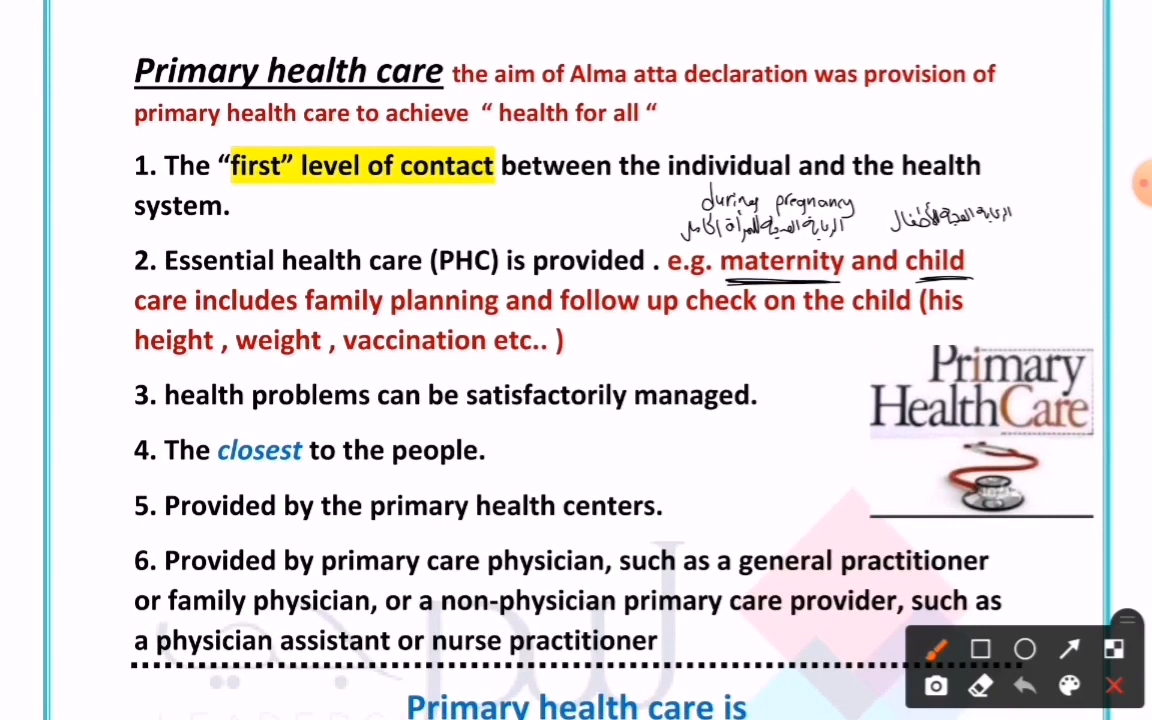 Primary health care the aim of Alma atta declaration was provision of
primary health care to achieve “ health for all “
1. The “first” level of contact between the individual and the health
system.
during pregnancy
الرعاية الصحية للمرأة الحامل
الرعاية الصحية للأطفال
2. Essential health care (PHC) is provided . e.g. maternity and child
care includes family planning and follow up check on the child (his
height , weight , vaccination etc.. )
3. health problems can be satisfactorily managed.
Primary
HealthCare
4. The closest to the people.
5. Provided by the primary health centers.
6. Provided by primary care physician, such as a general practitioner
or family physician, or a non-physician primary care provider, such as
a physician assistant or nurse practitioner
Primary health care is